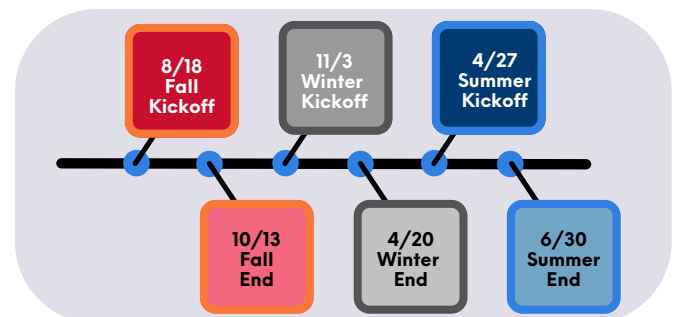 8/18
Fall
Kickoff
11/3
Winter
Kickoff
4/27
Summer
Kickoff
10/13
Fall
End
4/20
Winter
End
6/30
Summer
End